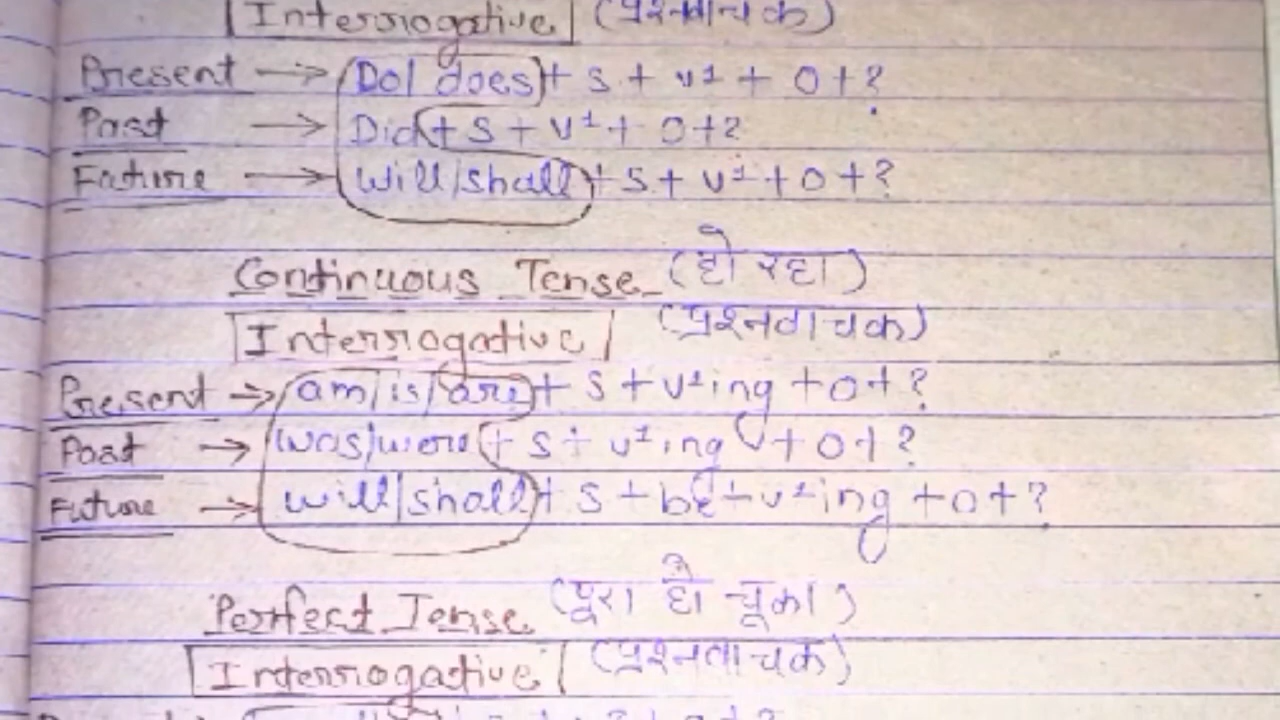 Interrogative (प्रश्नवाचक)
Present → Do/does + S + v¹ + O + ?
Past → Did + S + v¹ + O + ?
Future → Will/shall + S + v¹ + O + ?
Continuous Tense (हो रहा)
Interrogative (प्रश्नवाचक)
Present → am/is/are + S + v¹ing + O + ?
Past → was/were + S + v¹ing + O + ?
Future → will/shall + S + be + v¹ing + O + ?
Perfect Tense (पूरा हो चूका)
Interrogative (प्रश्नवाचक)